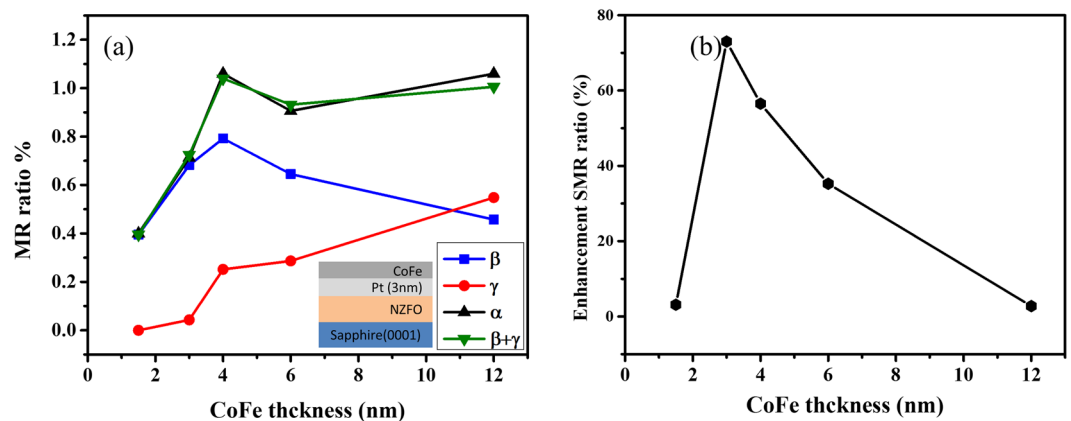 (a)
MR ratio %
1.2
1.0
0.8
0.6
0.4
0.2
0.0
0 2 4 6 8 10 12
CoFe thckness (nm)
CoFe
Pt (3nm)
NZFO
Sapphire(0001)
β
γ
α
β+γ
(b)
Enhancement SMR ratio (%)
80
60
40
20
0
0 2 4 6 8 10 12
CoFe thckness (nm)